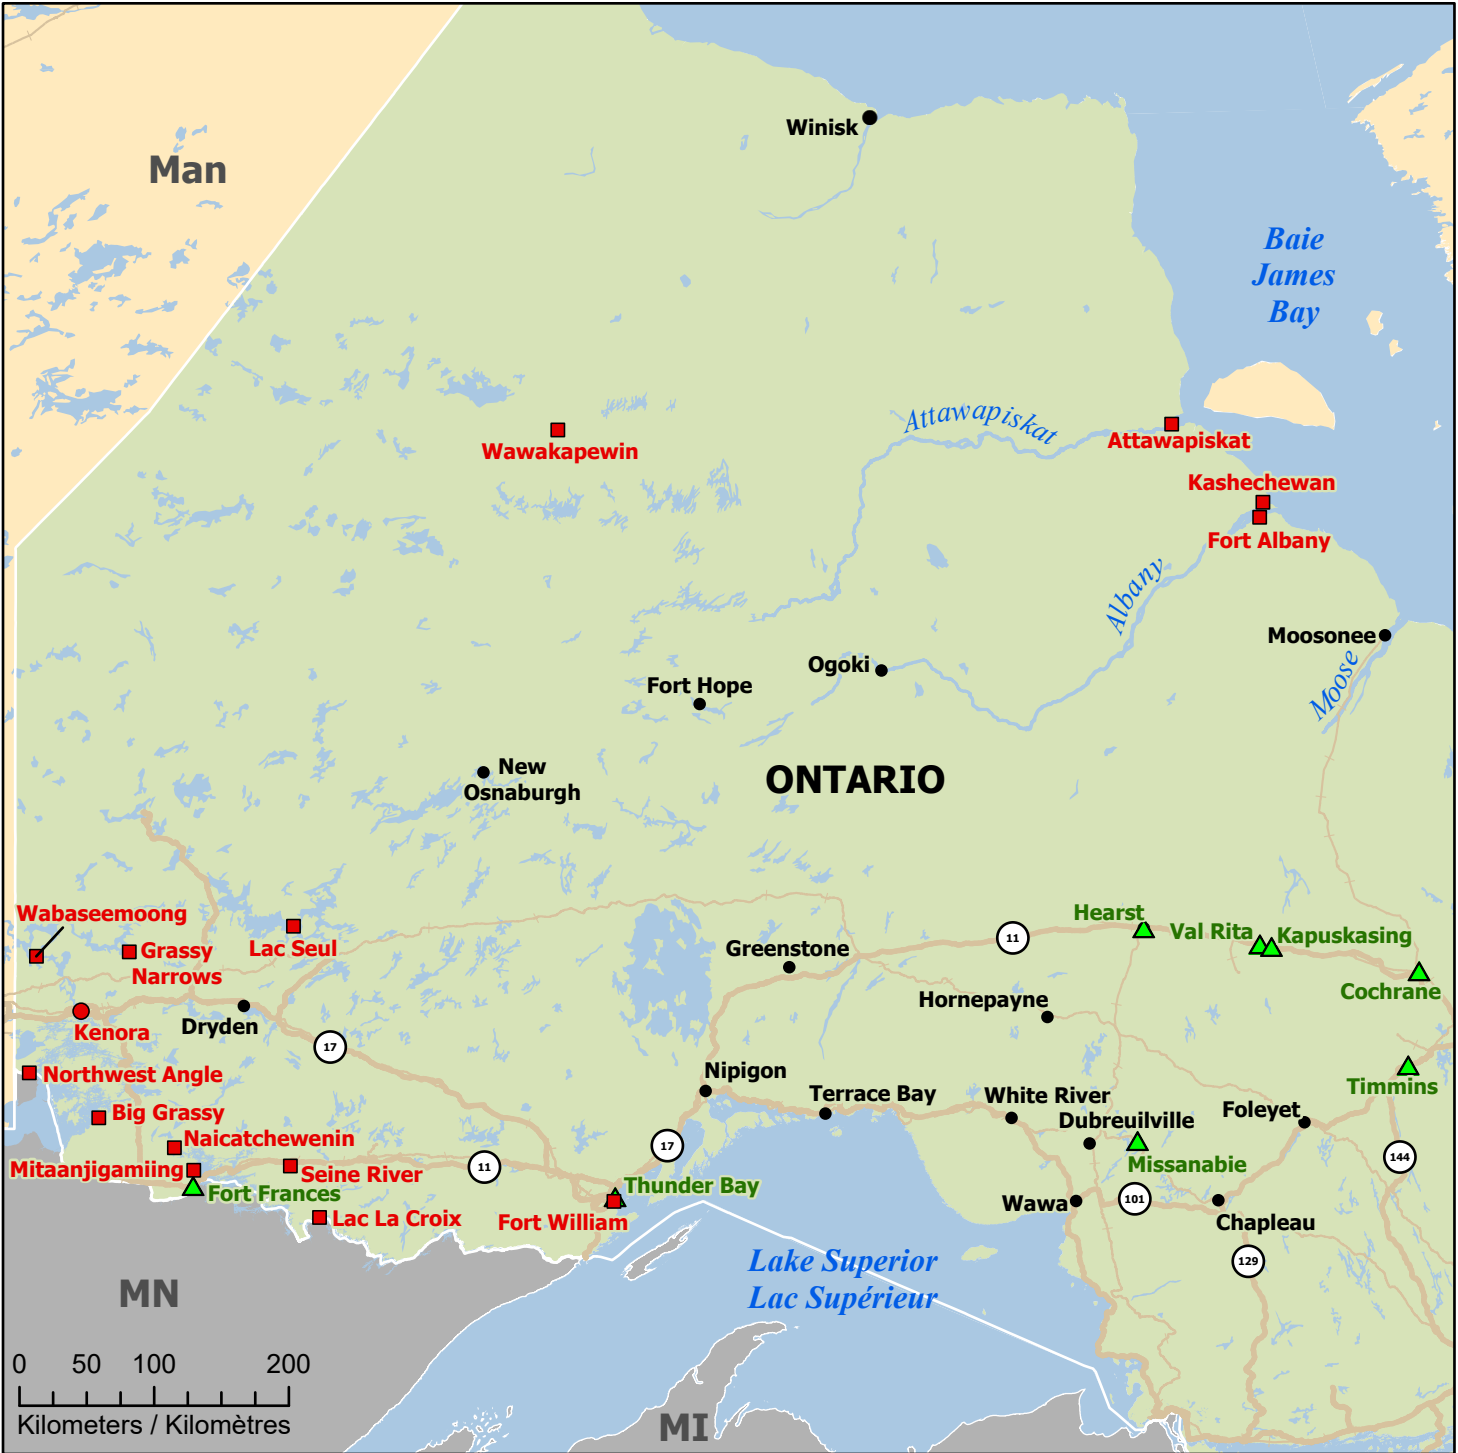 Winisk
Man
Baie
James
Bay
Attawapiskat
Attawapiskat
Wawakapewin
Kashechewan
Fort Albany
Albany
Moosonee
Moose
Ogoki
Fort Hope
New
Osnaburgh
ONTARIO
Wabaseemoong
Grassy
Narrows
Lac Seul
Hearst
Val Rita
Kapuskasing
11
Greenstone
Cochrane
Hornepayne
Kenora
Dryden
17
Northwest Angle
Nipigon
Timmins
Terrace Bay
White River
Big Grassy
Foleyet
Dubreuilville
Naicatchewenin
17
144
Mitaanjigamiing
Seine River
11
Missanabie
Fort Frances
Thunder Bay
101
Wawa
Lac La Croix
Fort William
Chapleau
Lake Superior
Lac Supérieur
129
MN
0 50 100 200
Kilometers / Kilomètres
MI